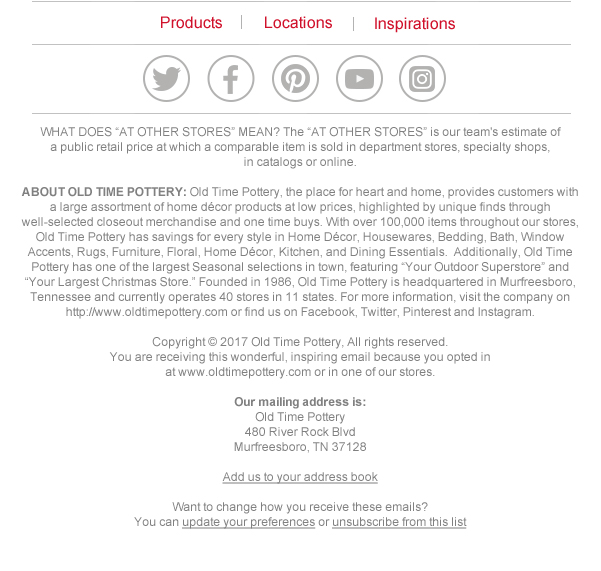 Products | Locations | Inspirations
WHAT DOES “AT OTHER STORES” MEAN? The “AT OTHER STORES” is our team's estimate of
a public retail price at which a comparable item is sold in department stores, specialty shops,
in catalogs or online.
ABOUT OLD TIME POTTERY: Old Time Pottery, the place for heart and home, provides customers with
a large assortment of home décor products at low prices, highlighted by unique finds through
well-selected closeout merchandise and one time buys. With over 100,000 items throughout our stores,
Old Time Pottery has savings for every style in Home Décor, Housewares, Bedding, Bath, Window
Accents, Rugs, Furniture, Floral, Home Décor, Kitchen, and Dining Essentials.  Additionally, Old Time
Pottery has one of the largest Seasonal selections in town, featuring “Your Outdoor Superstore” and
“Your Largest Christmas Store.” Founded in 1986, Old Time Pottery is headquartered in Murfreesboro,
Tennessee and currently operates 40 stores in 11 states. For more information, visit the company on
http://www.oldtimepottery.com or find us on Facebook, Twitter, Pinterest and Instagram.
Copyright © 2017 Old Time Pottery, All rights reserved.
You are receiving this wonderful, inspiring email because you opted in
at www.oldtimepottery.com or in one of our stores.
Our mailing address is:
Old Time Pottery
480 River Rock Blvd
Murfreesboro, TN 37128
Add us to your address book
Want to change how you receive these emails?
You can update your preferences or unsubscribe from this list